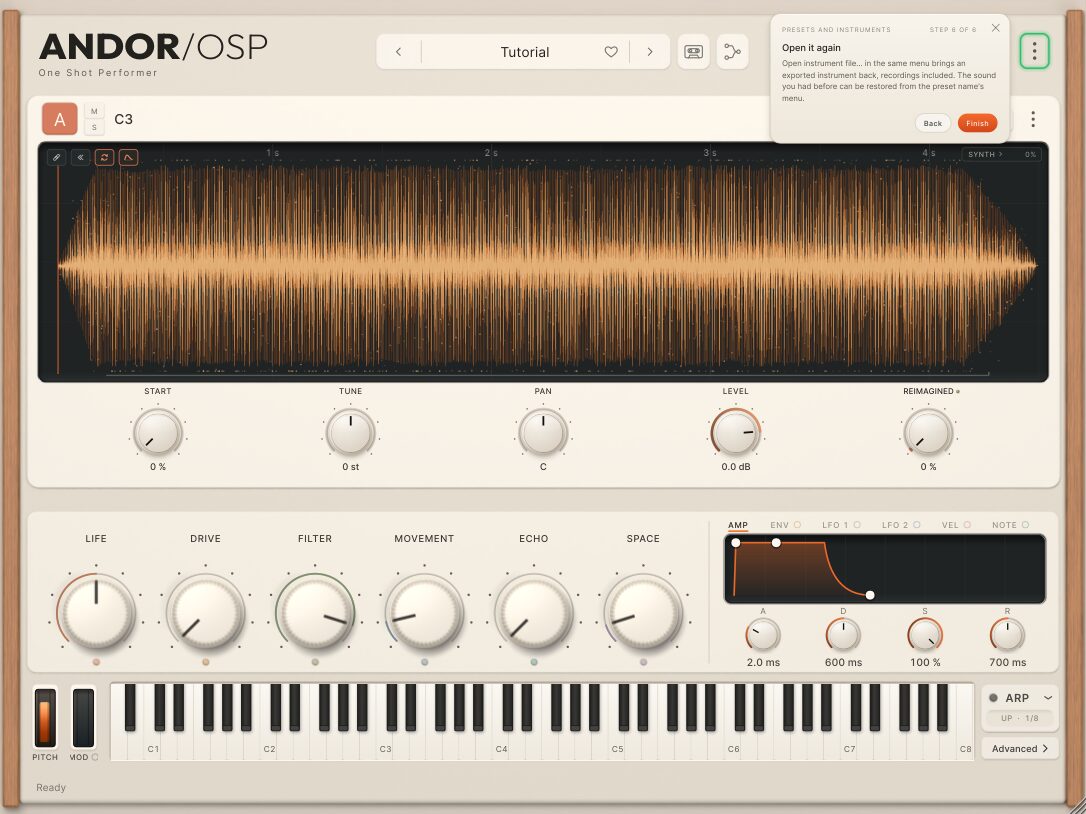 ANDOR/OSP
One Shot Performer
Tutorial
PRESETS AND INSTRUMENTS
STEP 6 OF 6
Open it again
Open instrument file... in the same menu brings an
exported instrument back, recordings included. The sound
you had before can be restored from the preset name's
menu.
Back
Finish
A
M
S
C3
1 s
2 s
3 s
4 s
SYNTH
0%
START
TUNE
PAN
LEVEL
REIMAGINED
0 %
0 st
C
0.0 dB
0 %
LIFE
DRIVE
FILTER
MOVEMENT
ECHO
SPACE
AMP
ENV
LFO 1
LFO 2
VEL
NOTE
A
D
S
R
2.0 ms
600 ms
100 %
700 ms
PITCH
MOD
C1
C2
C3
C4
C5
C6
C7
C8
ARP
UP · 1/8
Advanced
Ready